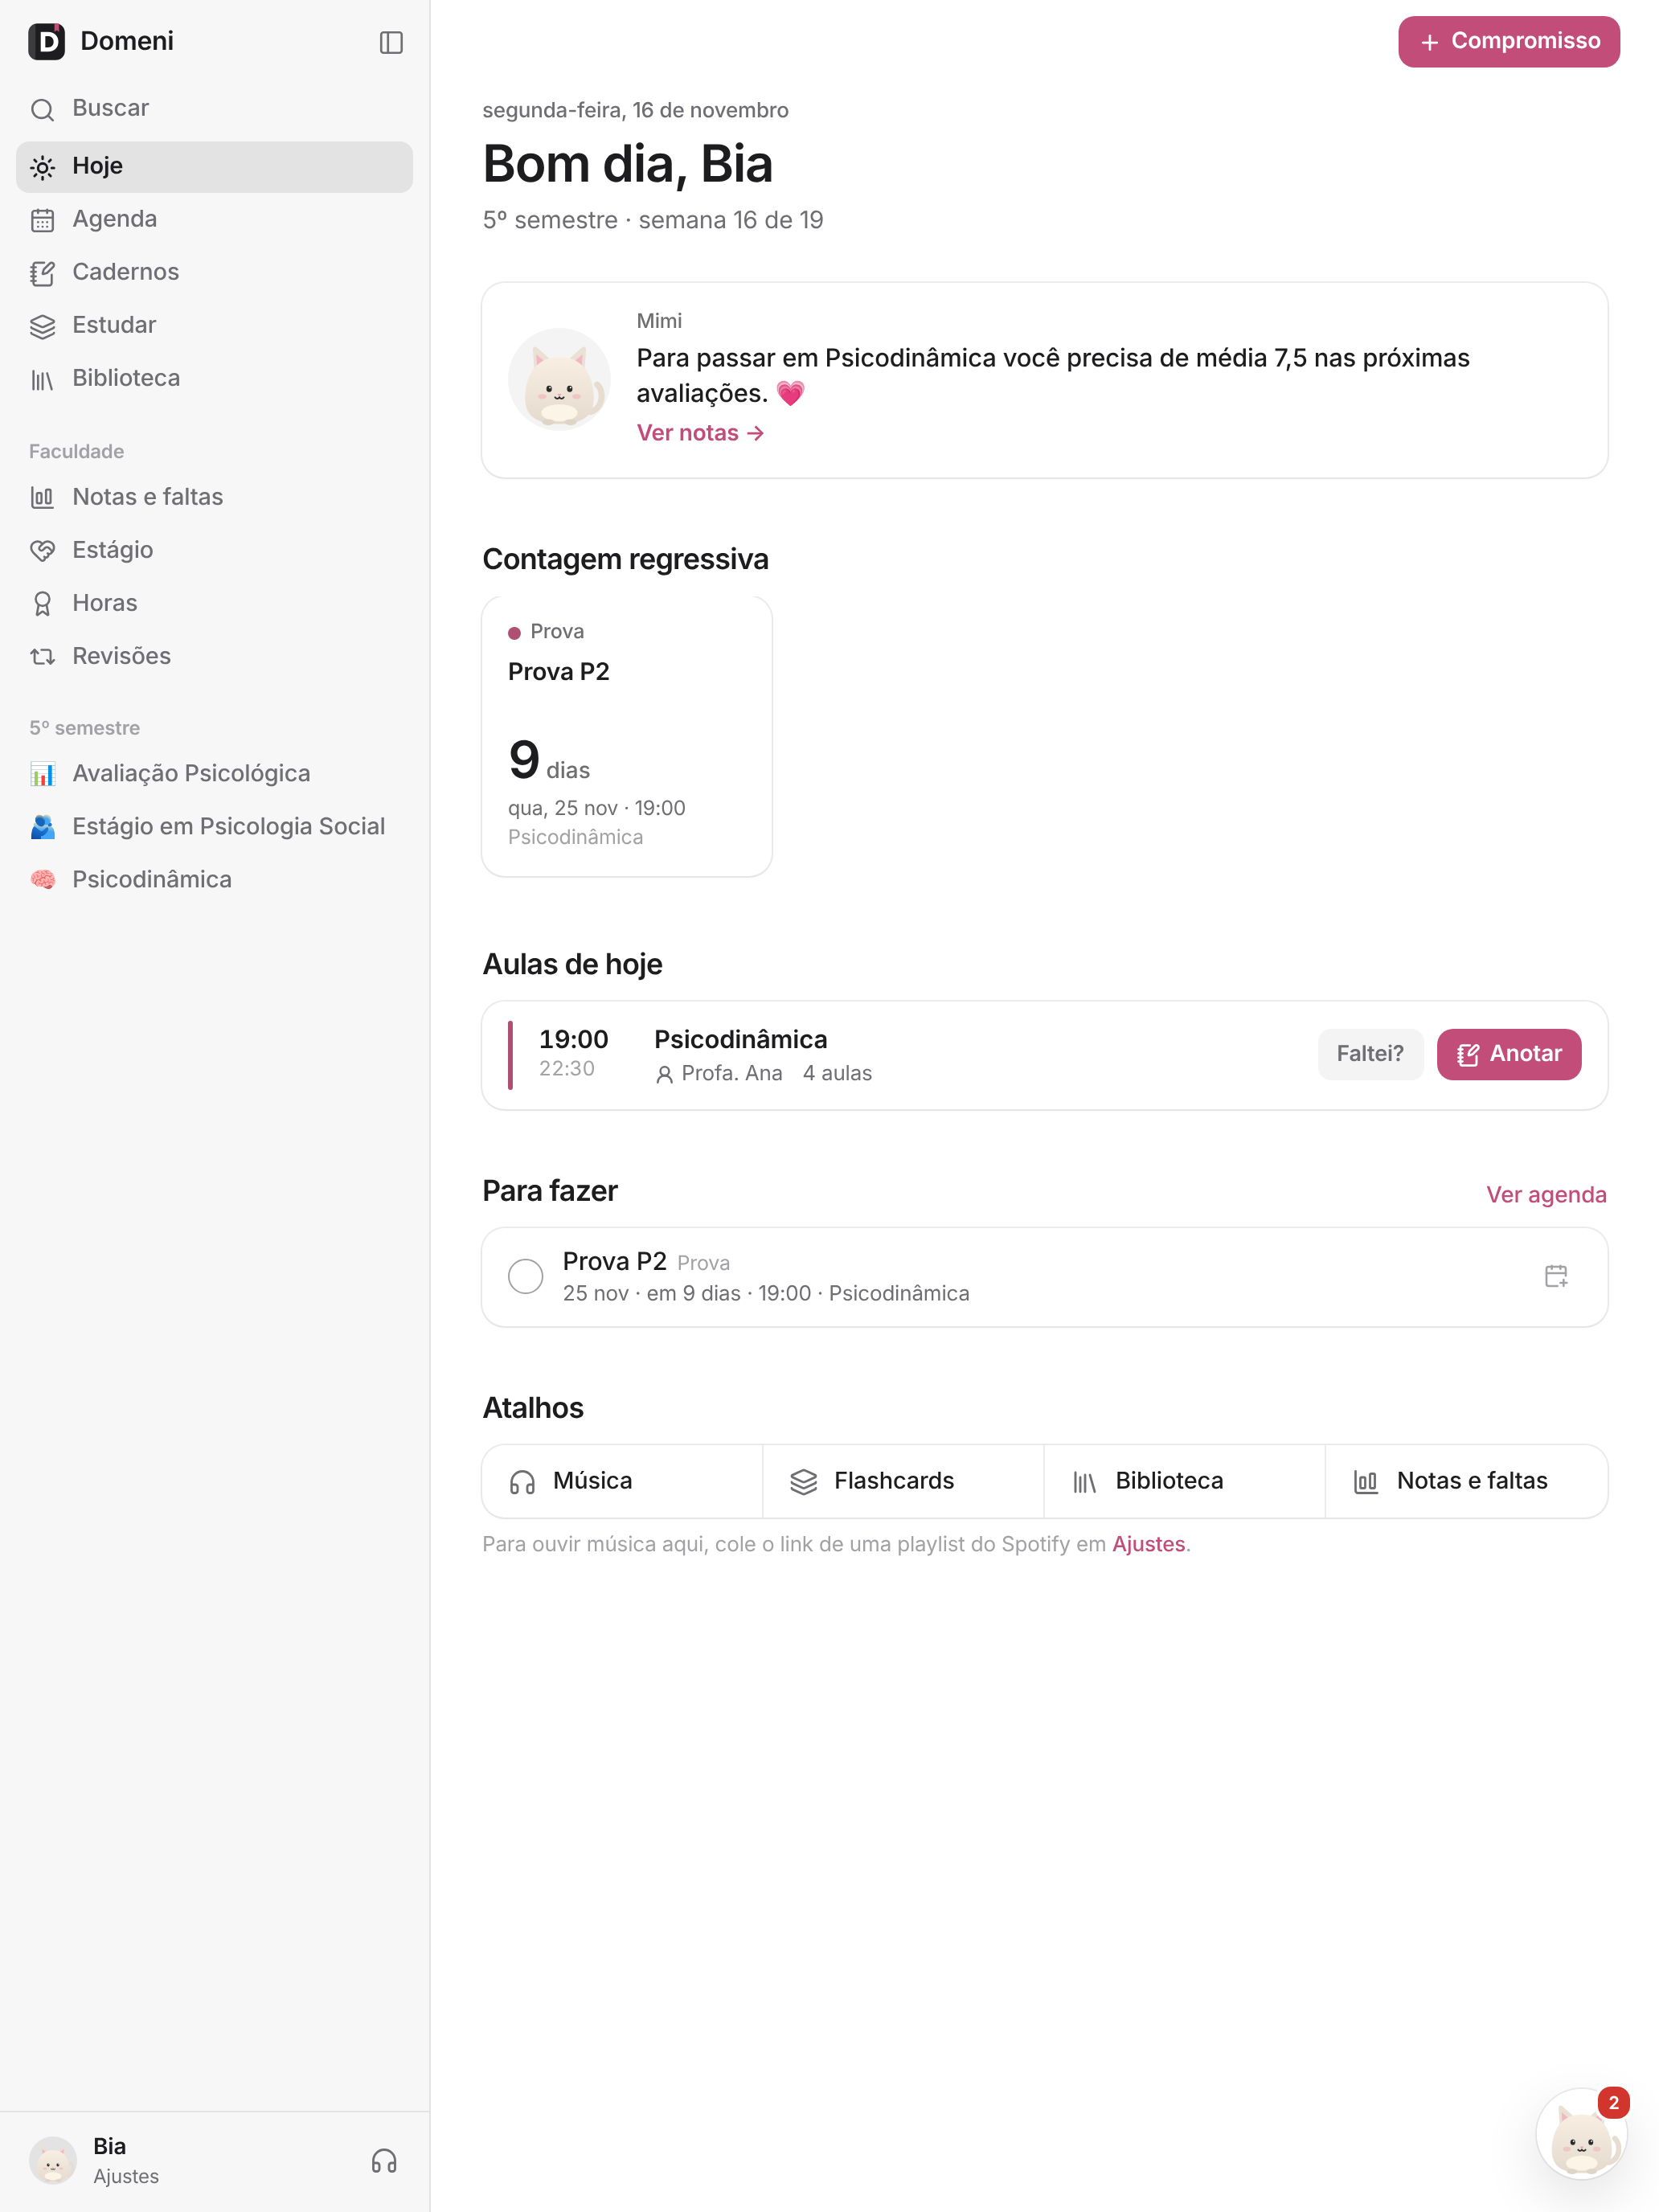 Domeni
Buscar
Hoje
Agenda
Cadernos
Estudar
Biblioteca
Faculdade
Notas e faltas
Estágio
Horas
Revisões
5º semestre
Avaliação Psicológica
Estágio em Psicologia Social
Psicodinâmica
Bia
Ajustes
+ Compromisso
segunda-feira, 16 de novembro
Bom dia, Bia
5º semestre · semana 16 de 19
Mimi
Para passar em Psicodinâmica você precisa de média 7,5 nas próximas
avaliações. 💗
Ver notas →
Contagem regressiva
Prova
Prova P2
9 dias
qua, 25 nov · 19:00
Psicodinâmica
Aulas de hoje
19:00
22:30
Psicodinâmica
Profa. Ana 4 aulas
Faltei?
Anotar
Para fazer
Ver agenda
Prova P2 Prova
25 nov · em 9 dias · 19:00 · Psicodinâmica
Atalhos
Música
Flashcards
Biblioteca
Notas e faltas
Para ouvir música aqui, cole o link de uma playlist do Spotify em Ajustes.
2